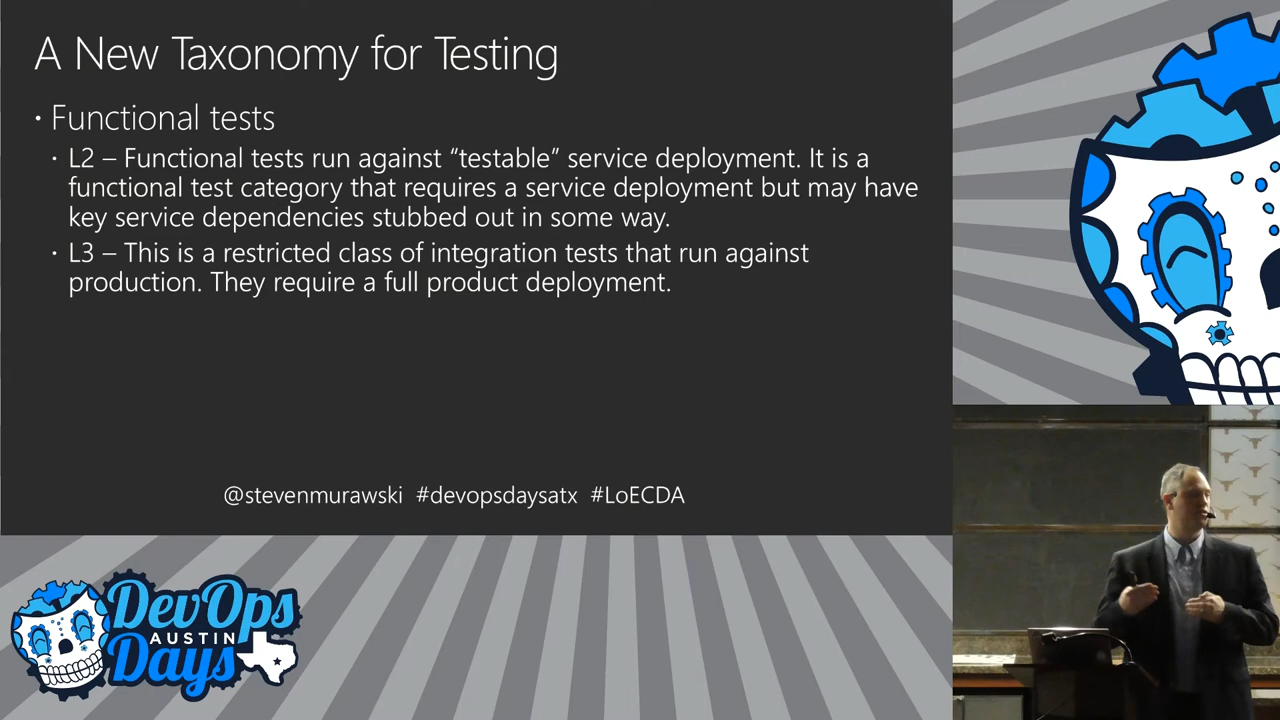 A New Taxonomy for Testing
• Functional tests
• L2 – Functional tests run against “testable” service deployment. It is a
functional test category that requires a service deployment but may have
key service dependencies stubbed out in some way.
• L3 – This is a restricted class of integration tests that run against
production. They require a full product deployment.
@stevenmurawski #devopsdaysatx #LoECDA
DevOps
AUSTIN
Days